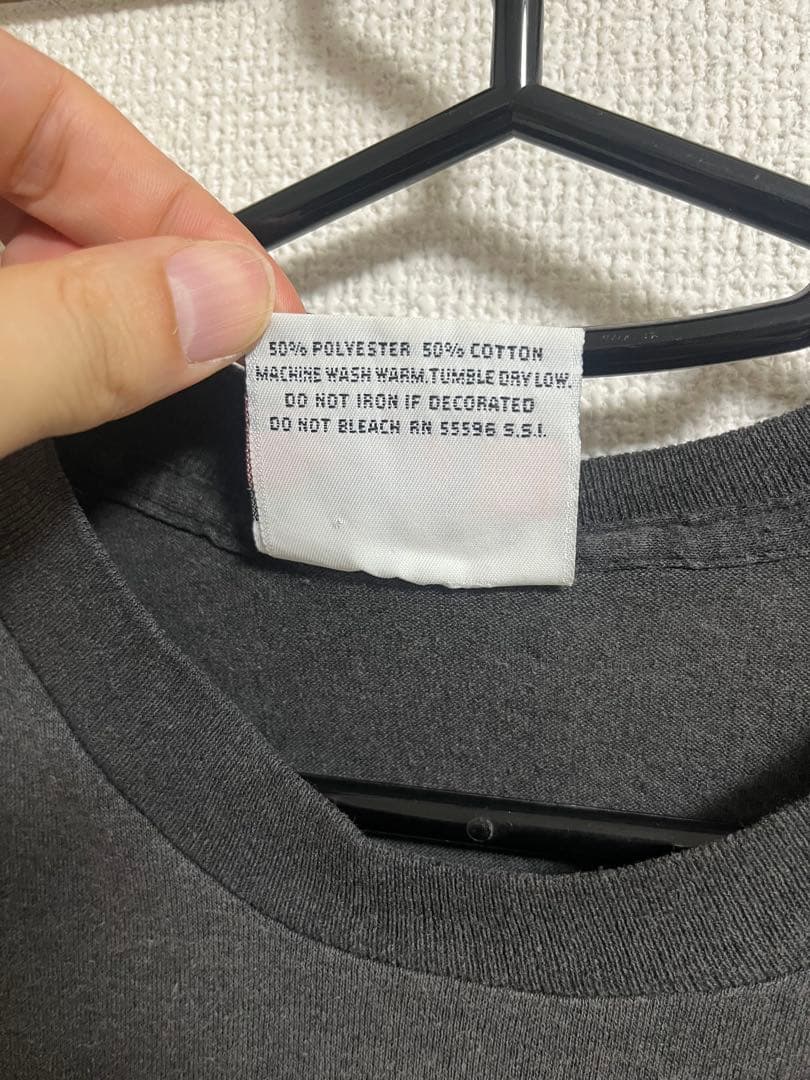 50% POLYESTER 50% COTTON
MACHINE WASH WARM.TUMBLE DRY LOW.
DO NOT IRON IF DECORATED
DO NOT BLEACH RN 55596 S.S.I.